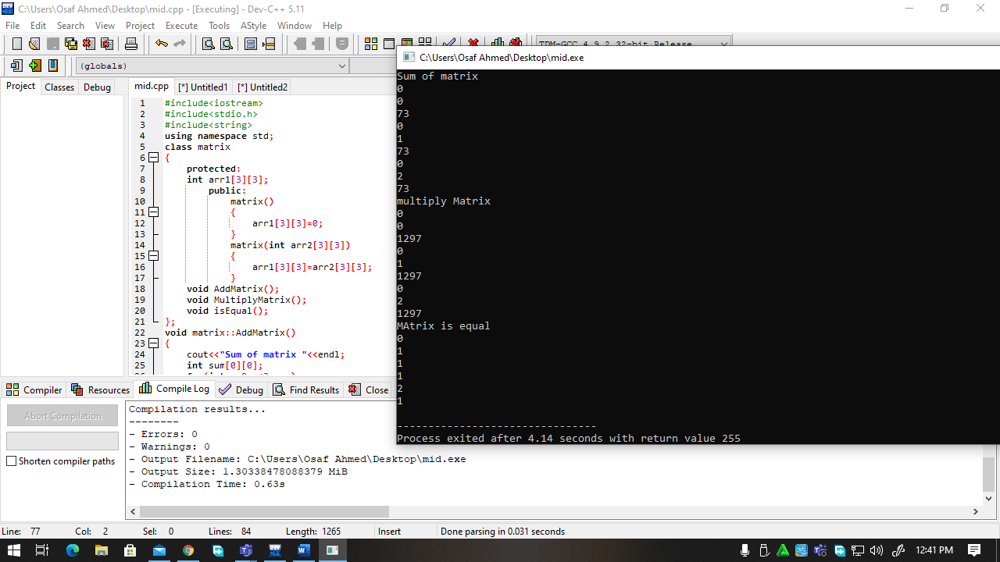 C:\Users\Osaf Ahmed\Desktop\mid.cpp - [Executing] - Dev-C++ 5.11
File Edit Search View Project Execute Tools AStyle Window Help
TDM-GCC 4.9.2 32-bit Release
(globals)
Project Classes Debug
mid.cpp [*] Untitled1 [*] Untitled2
1 #include<iostream>
2 #include<stdio.h>
3 #include<string>
4 using namespace std;
5 class matrix
6 {
7 protected:
8 int arr1[3][3];
9 public:
10 matrix()
11 {
12 arr1[3][3]=0;
13 }
14 matrix(int arr2[3][3])
15 {
16 arr1[3][3]=arr2[3][3];
17 }
18 void AddMatrix();
19 void MultiplyMatrix();
20 void isEqual();
21 };
22 void matrix::AddMatrix()
23 {
24 cout<<"Sum of matrix "<<endl;
25 int sum[0][0];
C:\Users\Osaf Ahmed\Desktop\mid.exe
Sum of matrix
0
0
73
0
1
73
0
2
73
multiply Matrix
0
0
1297
0
1
1297
0
2
1297
MAtrix is equal
0
1
1
1
2
1
--------------------------------
Process exited after 4.14 seconds with return value 255
Compiler Resources Compile Log Debug Find Results Close
Abort Compilation
Shorten compiler paths
Compilation results...
--------
- Errors: 0
- Warnings: 0
- Output Filename: C:\Users\Osaf Ahmed\Desktop\mid.exe
- Output Size: 1.30338478088379 MiB
- Compilation Time: 0.63s
Line: 77 Col: 2 Sel: 0 Lines: 84 Length: 1265 Insert Done parsing in 0.031 seconds
12:41 PM